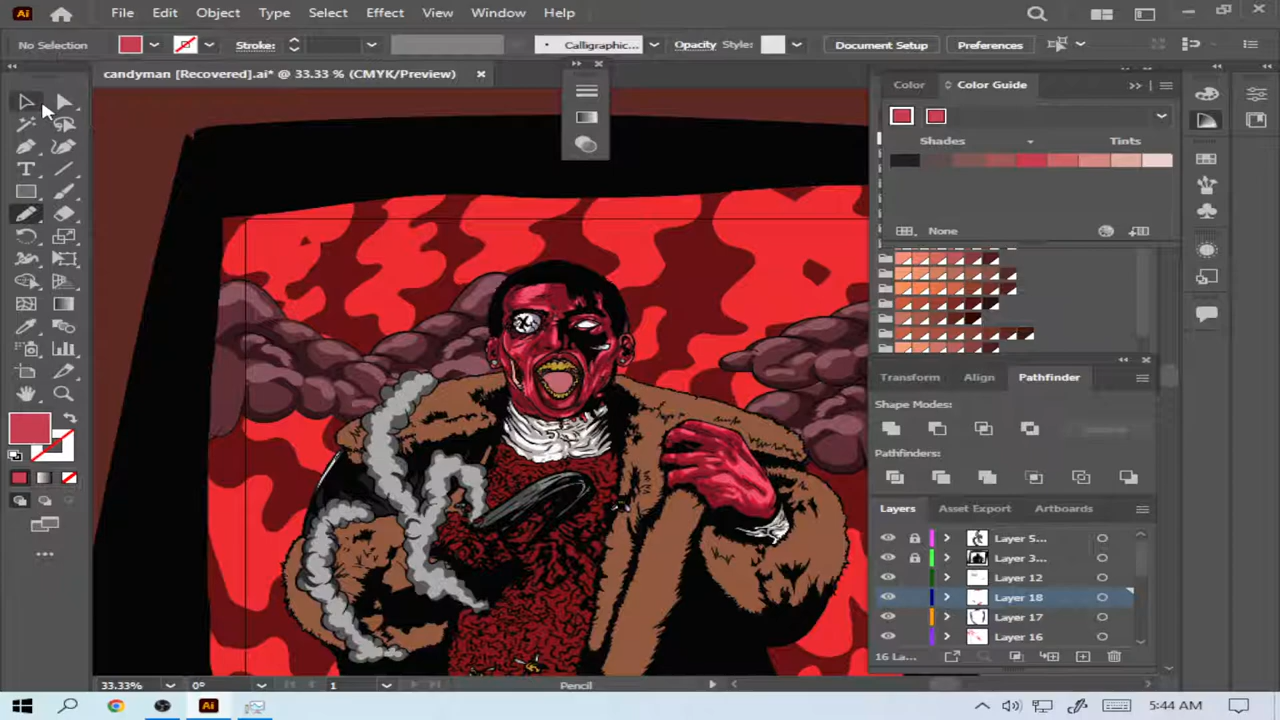 Ai File Edit Object Type Select Effect View Window Help
No Selection Stroke: Calligraphic... Opacity Style: Document Setup Preferences
candyman [Recovered].ai* @ 33.33 % (CMYK/Preview)
Color Color Guide
Shades Tints
None
Transform Align Pathfinder
Shape Modes:
Pathfinders:
Layers Asset Export Artboards
Layer 5...
Layer 3...
Layer 12
Layer 18
Layer 17
Layer 16
16 La...
33.33% 0° 1 Pencil
Ai 5:44 AM